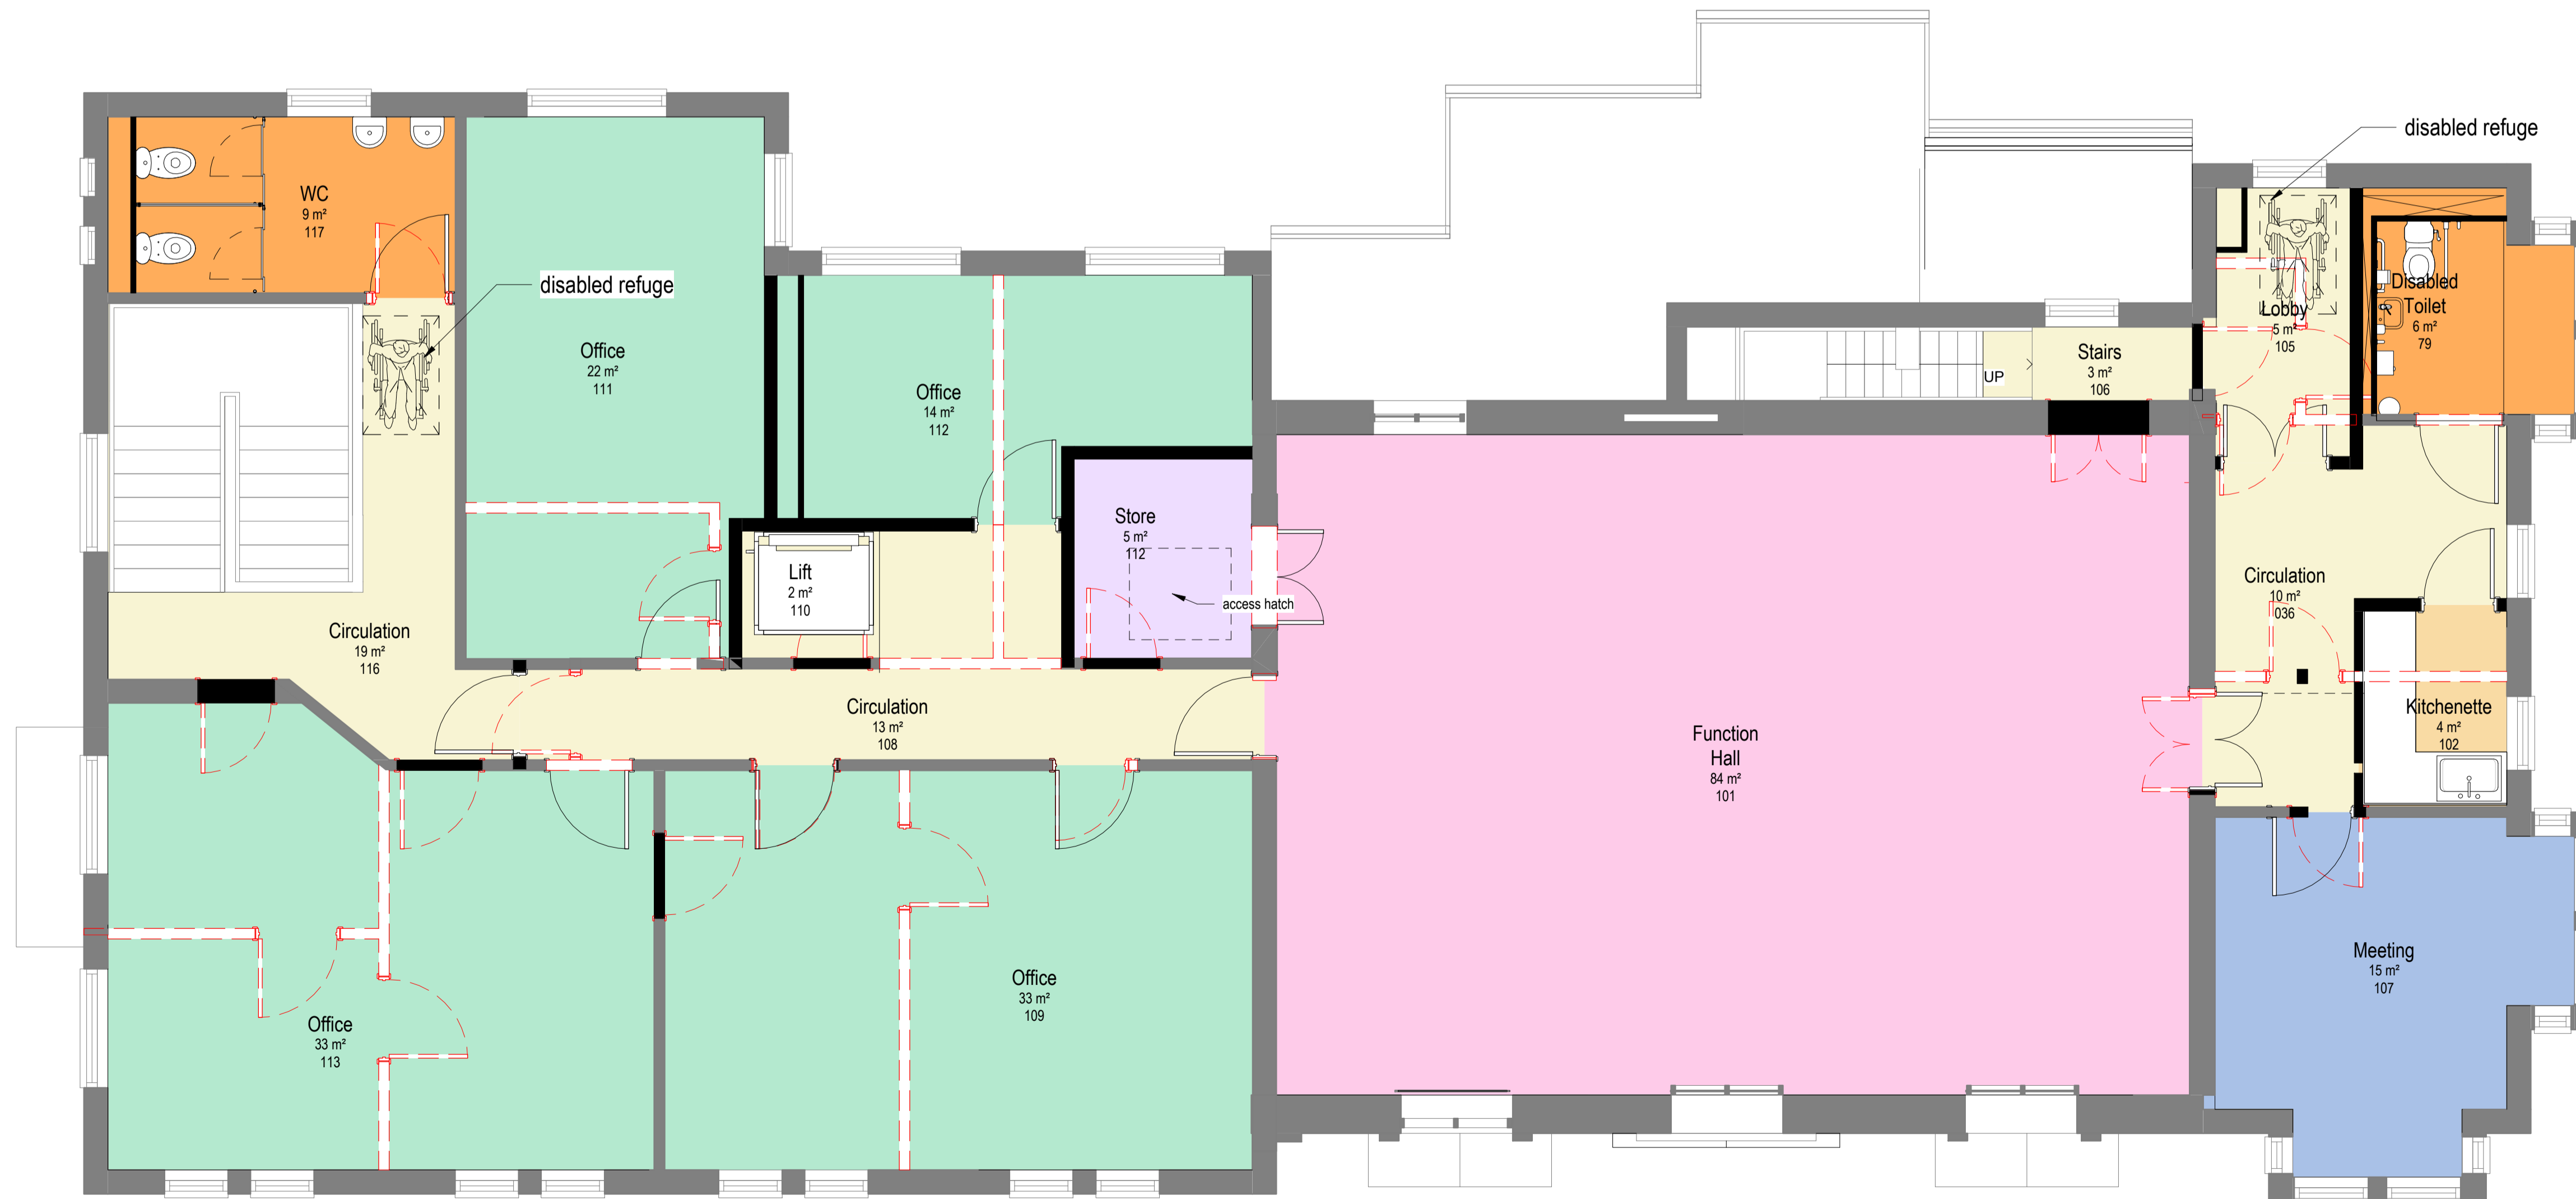 disabled refuge
WC
9 m²
117
disabled refuge
Office
22 m²
111
Office
14 m²
112
Lobby
5 m²
105
Disabled
Toilet
6 m²
79
Stairs
3 m²
106
UP
Store
5 m²
112
access hatch
Lift
2 m²
110
Circulation
10 m²
036
Circulation
19 m²
116
Circulation
13 m²
108
Function
Hall
84 m²
101
Kitchenette
4 m²
102
Meeting
15 m²
107
Office
33 m²
109
Office
33 m²
113